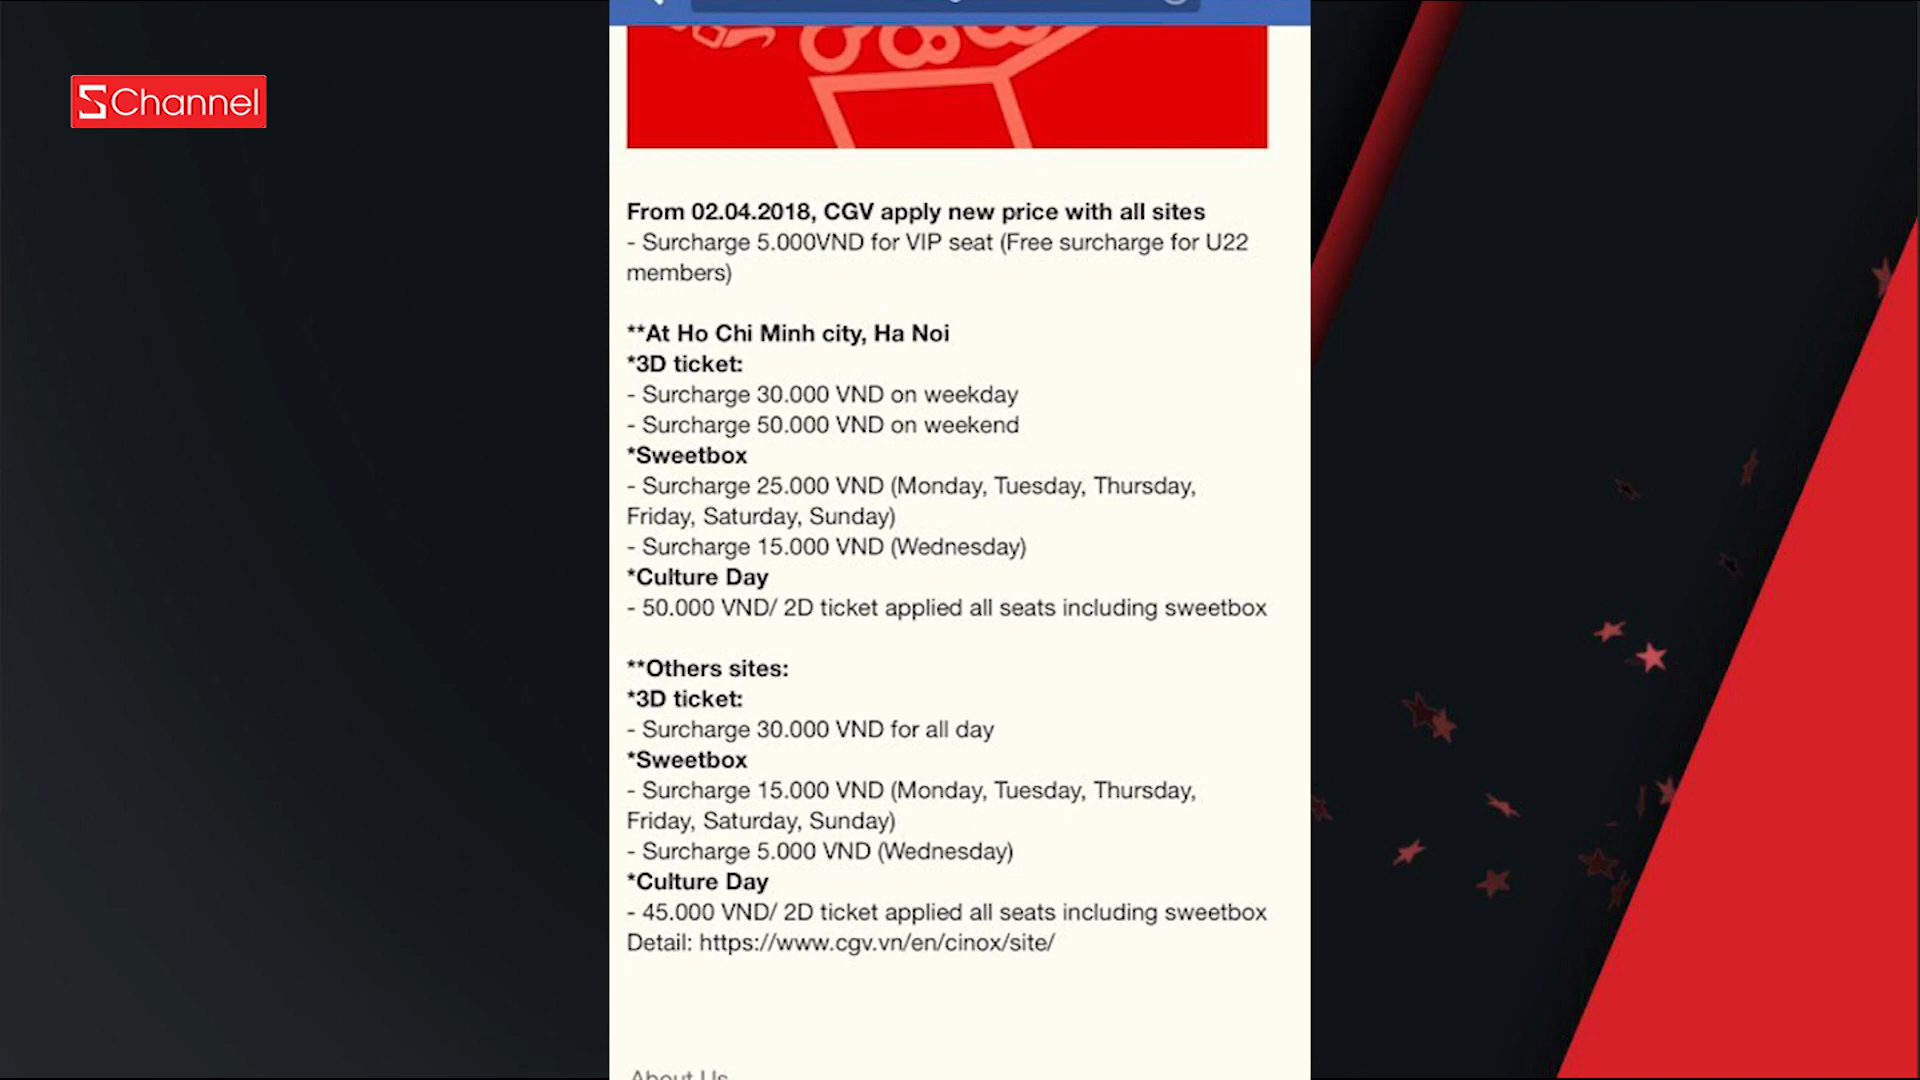 SChannel
From 02.04.2018, CGV apply new price with all sites
- Surcharge 5.000VND for VIP seat (Free surcharge for U22
members)
**At Ho Chi Minh city, Ha Noi
*3D ticket:
- Surcharge 30.000 VND on weekday
- Surcharge 50.000 VND on weekend
*Sweetbox
- Surcharge 25.000 VND (Monday, Tuesday, Thursday,
Friday, Saturday, Sunday)
- Surcharge 15.000 VND (Wednesday)
*Culture Day
- 50.000 VND/ 2D ticket applied all seats including sweetbox
**Others sites:
*3D ticket:
- Surcharge 30.000 VND for all day
*Sweetbox
- Surcharge 15.000 VND (Monday, Tuesday, Thursday,
Friday, Saturday, Sunday)
- Surcharge 5.000 VND (Wednesday)
*Culture Day
- 45.000 VND/ 2D ticket applied all seats including sweetbox
Detail: https://www.cgv.vn/en/cinox/site/
About Us